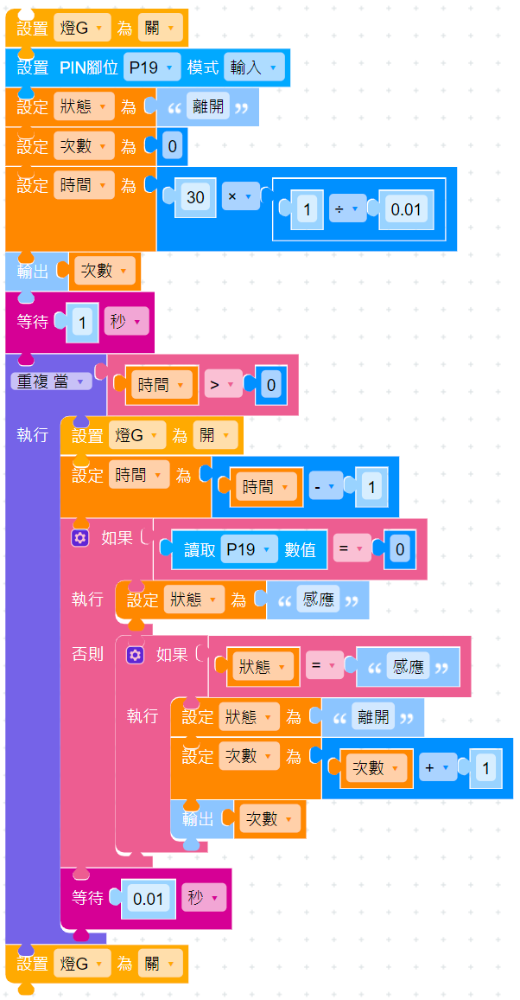 設置 燈G 為 關
設置 PIN腳位 P19 模式 輸入
設定 狀態 為 “ 離開 ”
設定 次數 為 0
設定 時間 為 30 × 1 ÷ 0.01
輸出 次數
等待 1 秒
重複 當 時間 > 0
執行 設置 燈G 為 開
設定 時間 為 時間 - 1
如果 讀取 P19 數值 = 0
執行 設定 狀態 為 “ 感應 ”
否則 如果 狀態 = “ 感應 ”
執行 設定 狀態 為 “ 離開 ”
設定 次數 為 次數 + 1
輸出 次數
等待 0.01 秒
設置 燈G 為 關